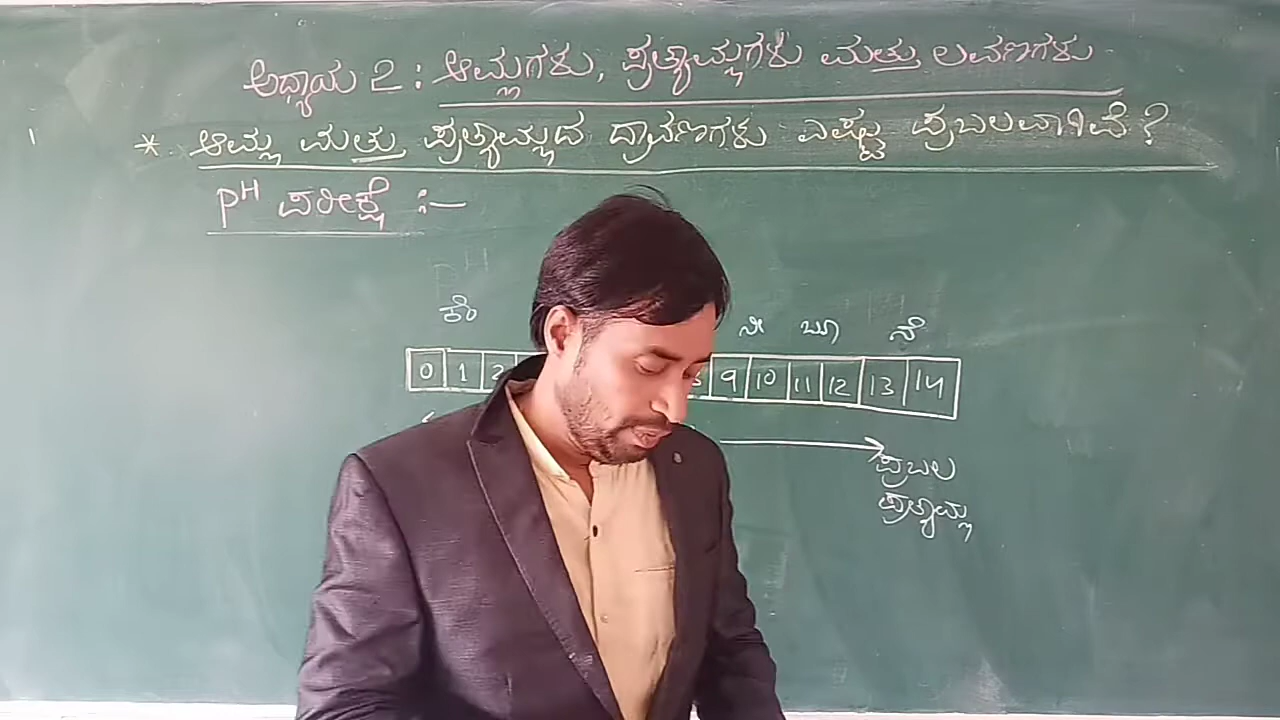 ಅಧ್ಯಾಯ 2 : ಆಮ್ಲಗಳು, ಪ್ರತ್ಯಾಮ್ಲಗಳು ಮತ್ತು ಲವಣಗಳು
* ಆಮ್ಲ ಮತ್ತು ಪ್ರತ್ಯಾಮ್ಲದ ದ್ರಾವಣಗಳು ಎಷ್ಟು ಪ್ರಬಲವಾಗಿವೆ ?
PH ಪರೀಕ್ಷೆ :—
ಕೆಂ ನೀ ಬೂ ನೆ
0 1 2 9 10 11 12 13 14
ಪ್ರಬಲ
ಪ್ರತ್ಯಾಮ್ಲ